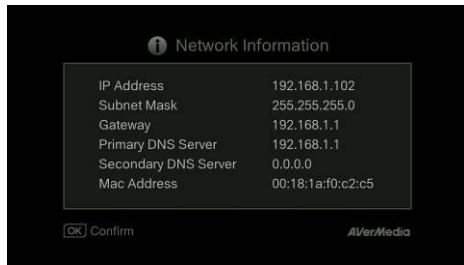 Network Information
IP Address 192.168.1.102
Subnet Mask 255.255.255.0
Gateway 192.168.1.1
Primary DNS Server 192.168.1.1
Secondary DNS Server 0.0.0.0
Mac Address 00:18:1a:f0:c2:c5
OK Confirm
AVerMedia